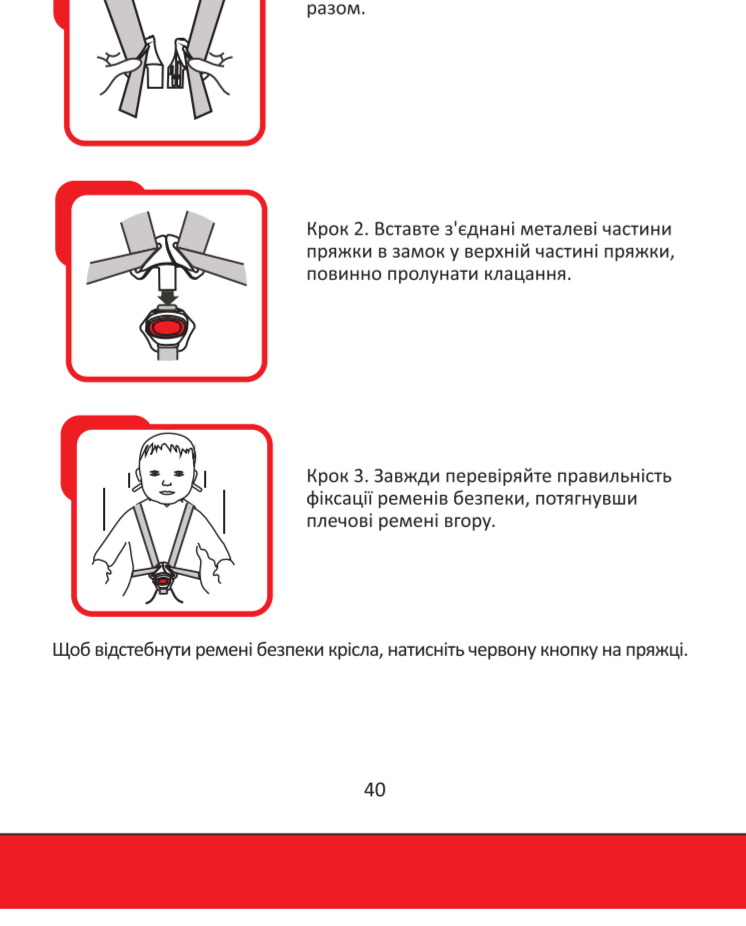 разом.
Крок 2. Вставте з'єднані металеві частини
пряжки в замок у верхній частині пряжки,
повинно пролунати клацання.
Крок 3. Завжди перевіряйте правильність
фіксації ременів безпеки, потягнувши
плечові ремені вгору.
Щоб відстебнути ремені безпеки крісла, натисніть червону кнопку на пряжці.
40